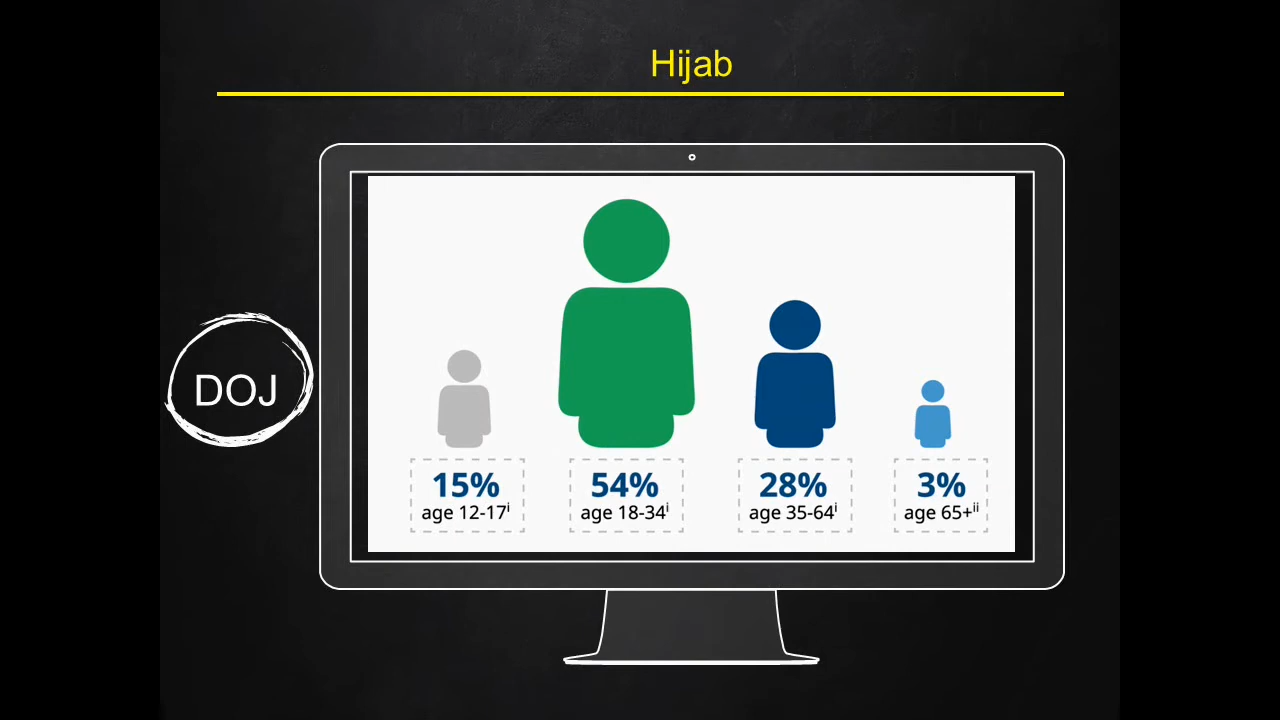 Hijab
DOJ
15%
age 12-17ⁱ
54%
age 18-34ⁱ
28%
age 35-64ⁱ
3%
age 65+ⁱⁱ